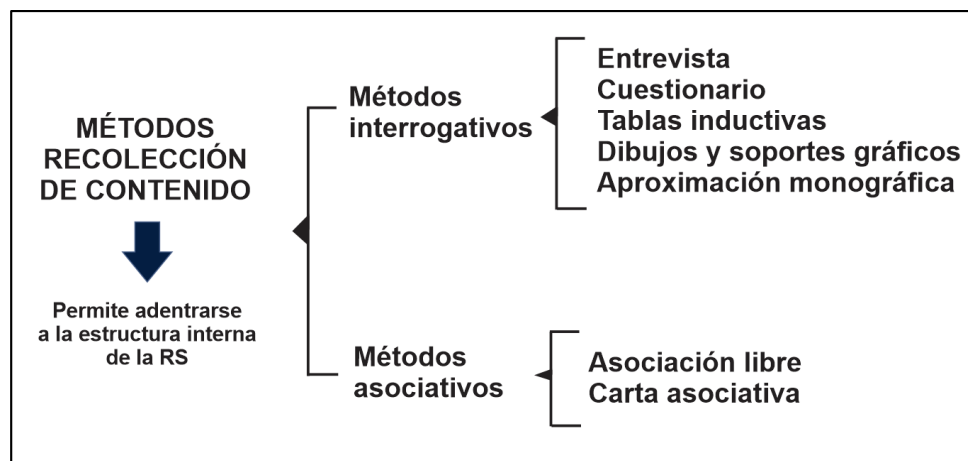 MÉTODOS
RECOLECCIÓN
DE CONTENIDO
Permite adentrarse
a la estructura interna
de la RS
Métodos
interrogativos
Entrevista
Cuestionario
Tablas inductivas
Dibujos y soportes gráficos
Aproximación monográfica
Métodos
asociativos
Asociación libre
Carta asociativa